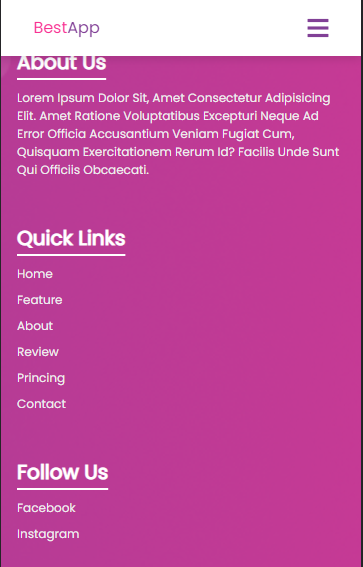 BestApp
About Us
Lorem Ipsum Dolor Sit, Amet Consectetur Adipisicing
Elit. Amet Ratione Voluptatibus Excepturi Neque Ad
Error Officia Accusantium Veniam Fugiat Cum,
Quisquam Exercitationem Rerum Id? Facilis Unde Sunt
Qui Officiis Obcaecati.
Quick Links
Home
Feature
About
Review
Princing
Contact
Follow Us
Facebook
Instagram